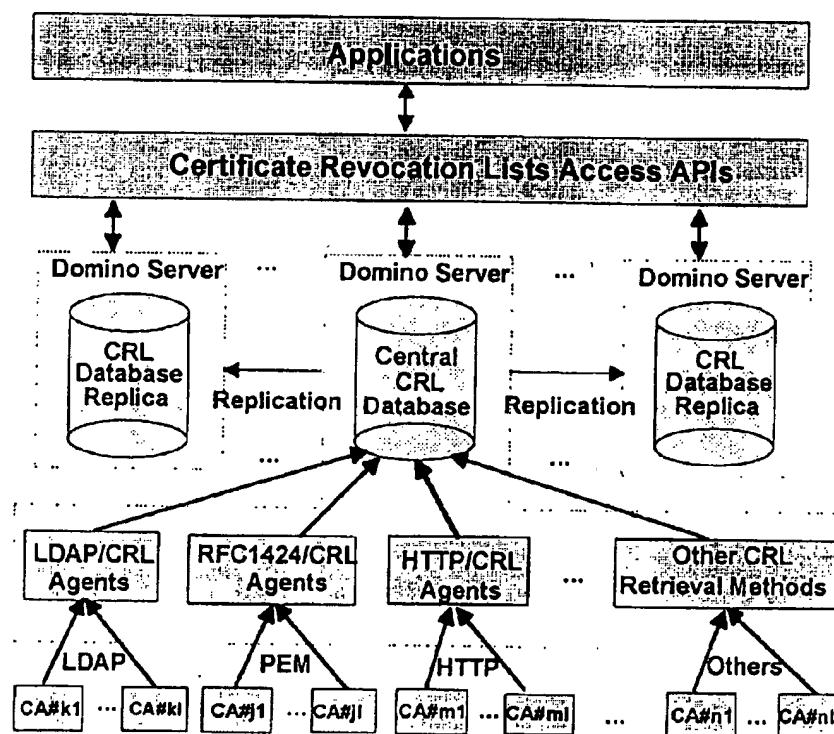 Applications
Certificate Revocation Lists Access APIs
Domino Server ... Domino Server ... Domino Server
CRL
Database
Replica
Replication
Central
CRL
Database
Replication
CRL
Database
Replica
... ...
LDAP/CRL
Agents
RFC1424/CRL
Agents
HTTP/CRL
Agents
...
Other CRL
Retrieval Methods
LDAP PEM HTTP Others
CA#k1 ... CA#kl CA#j1 ... CA#jl CA#m1 ... CA#ml ... CA#n1 ... CA#nl